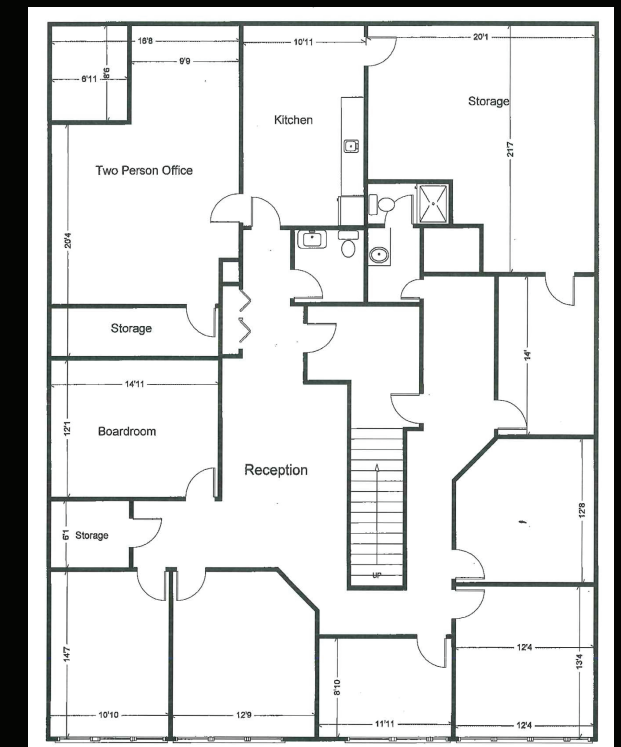 16'8
10'11
20'1
9'9
6'11
8'6
Storage
Kitchen
21'7
Two Person Office
20'4
Storage
14'
14'11
12'1
Boardroom
Reception
6'1
Storage
12'8
UP
14'7
8'10
12'4
13'4
10'10
12'9
11'11
12'4